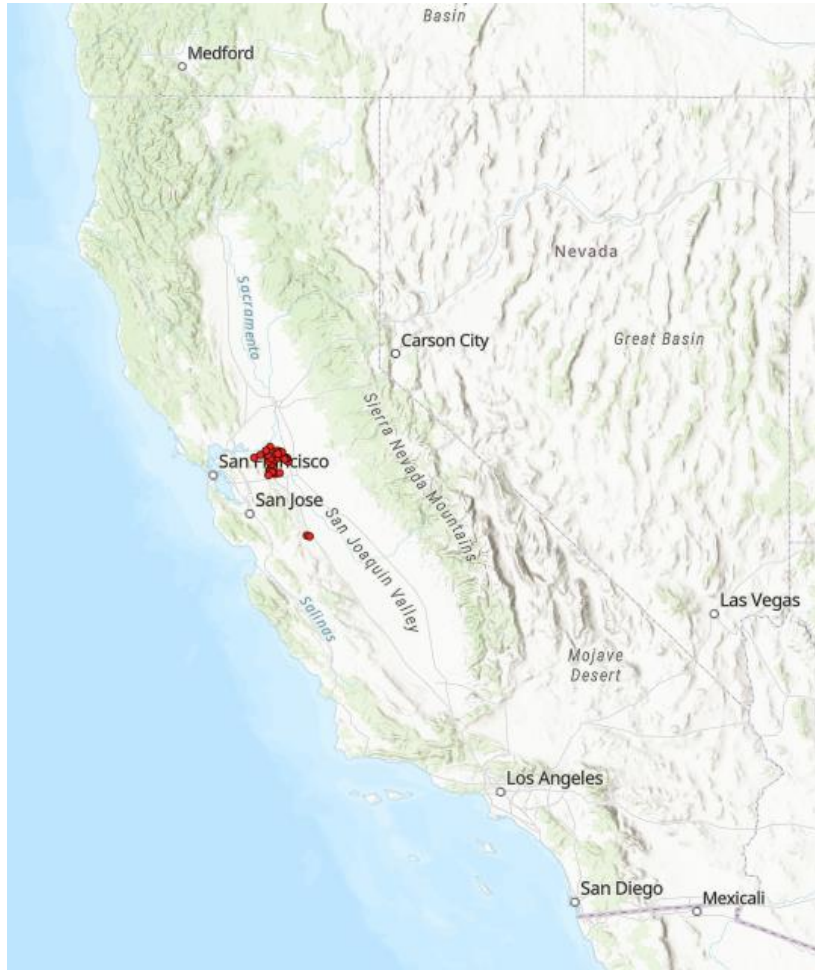 Basin
Medford
Nevada
Sacramento
Carson City
Great Basin
Sierra Nevada Mountains
San Francisco
San Jose
San Joaquin Valley
Salinas
Las Vegas
Mojave
Desert
Los Angeles
San Diego
Mexicali